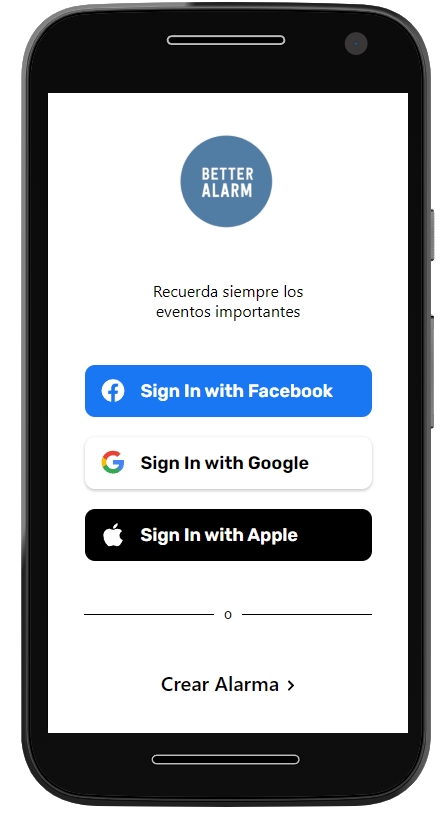 BETTER
ALARM
Recuerda siempre los
eventos importantes
Sign In with Facebook
Sign In with Google
Sign In with Apple
o
Crear Alarma >